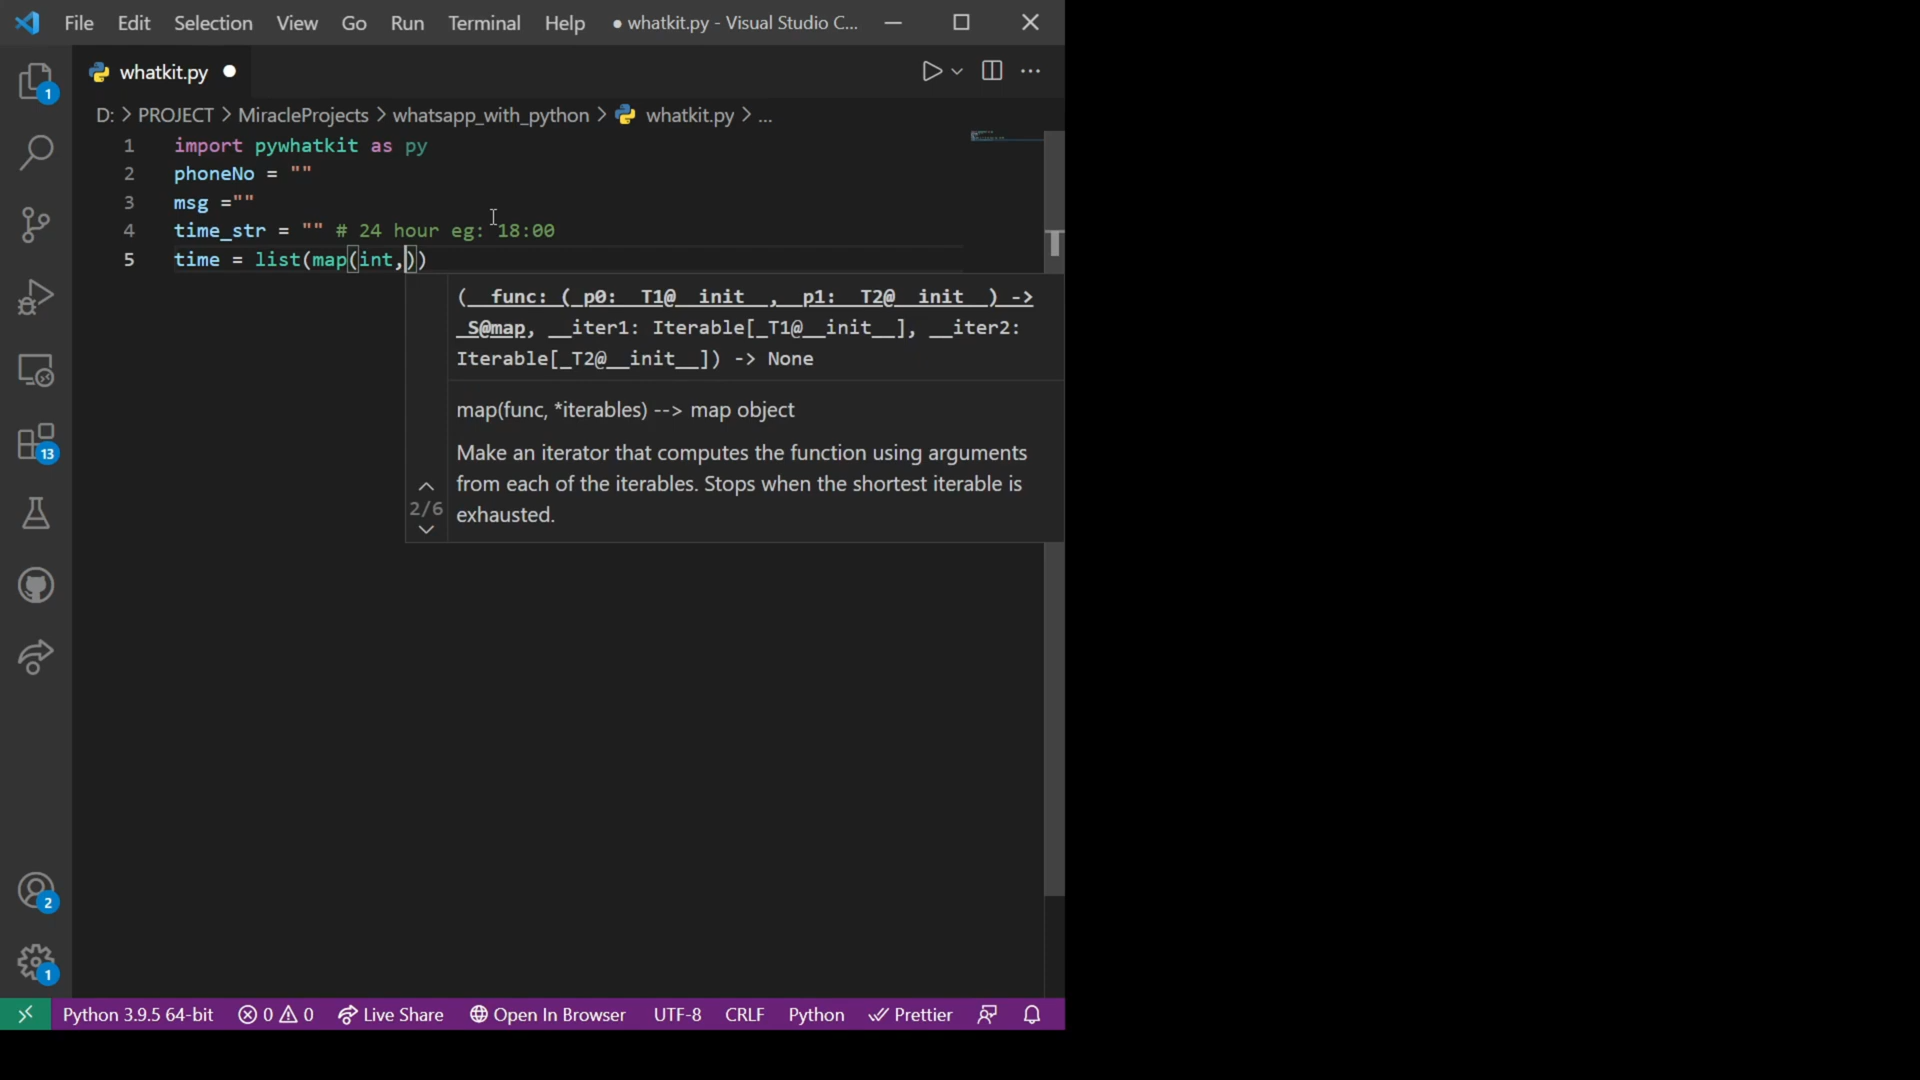 File Edit Selection View Go Run Terminal Help ● whatkit.py - Visual Studio C...
whatkit.py
D: > PROJECT > MiracleProjects > whatsapp_with_python > whatkit.py > ...
1 import pywhatkit as py
2 phoneNo = ""
3 msg =""
4 time_str = "" # 24 hour eg: 18:00
5 time = list(map(int,))
(__func: (_p0: _T1@__init__, __p1: _T2@__init__) ->
_S@map, __iter1: Iterable[_T1@__init__], __iter2:
Iterable[_T2@__init__]) -> None
map(func, *iterables) --> map object
Make an iterator that computes the function using arguments
from each of the iterables. Stops when the shortest iterable is
2/6
exhausted.
1
13
2
1
Python 3.9.5 64-bit 0 0 Live Share Open In Browser UTF-8 CRLF Python Prettier